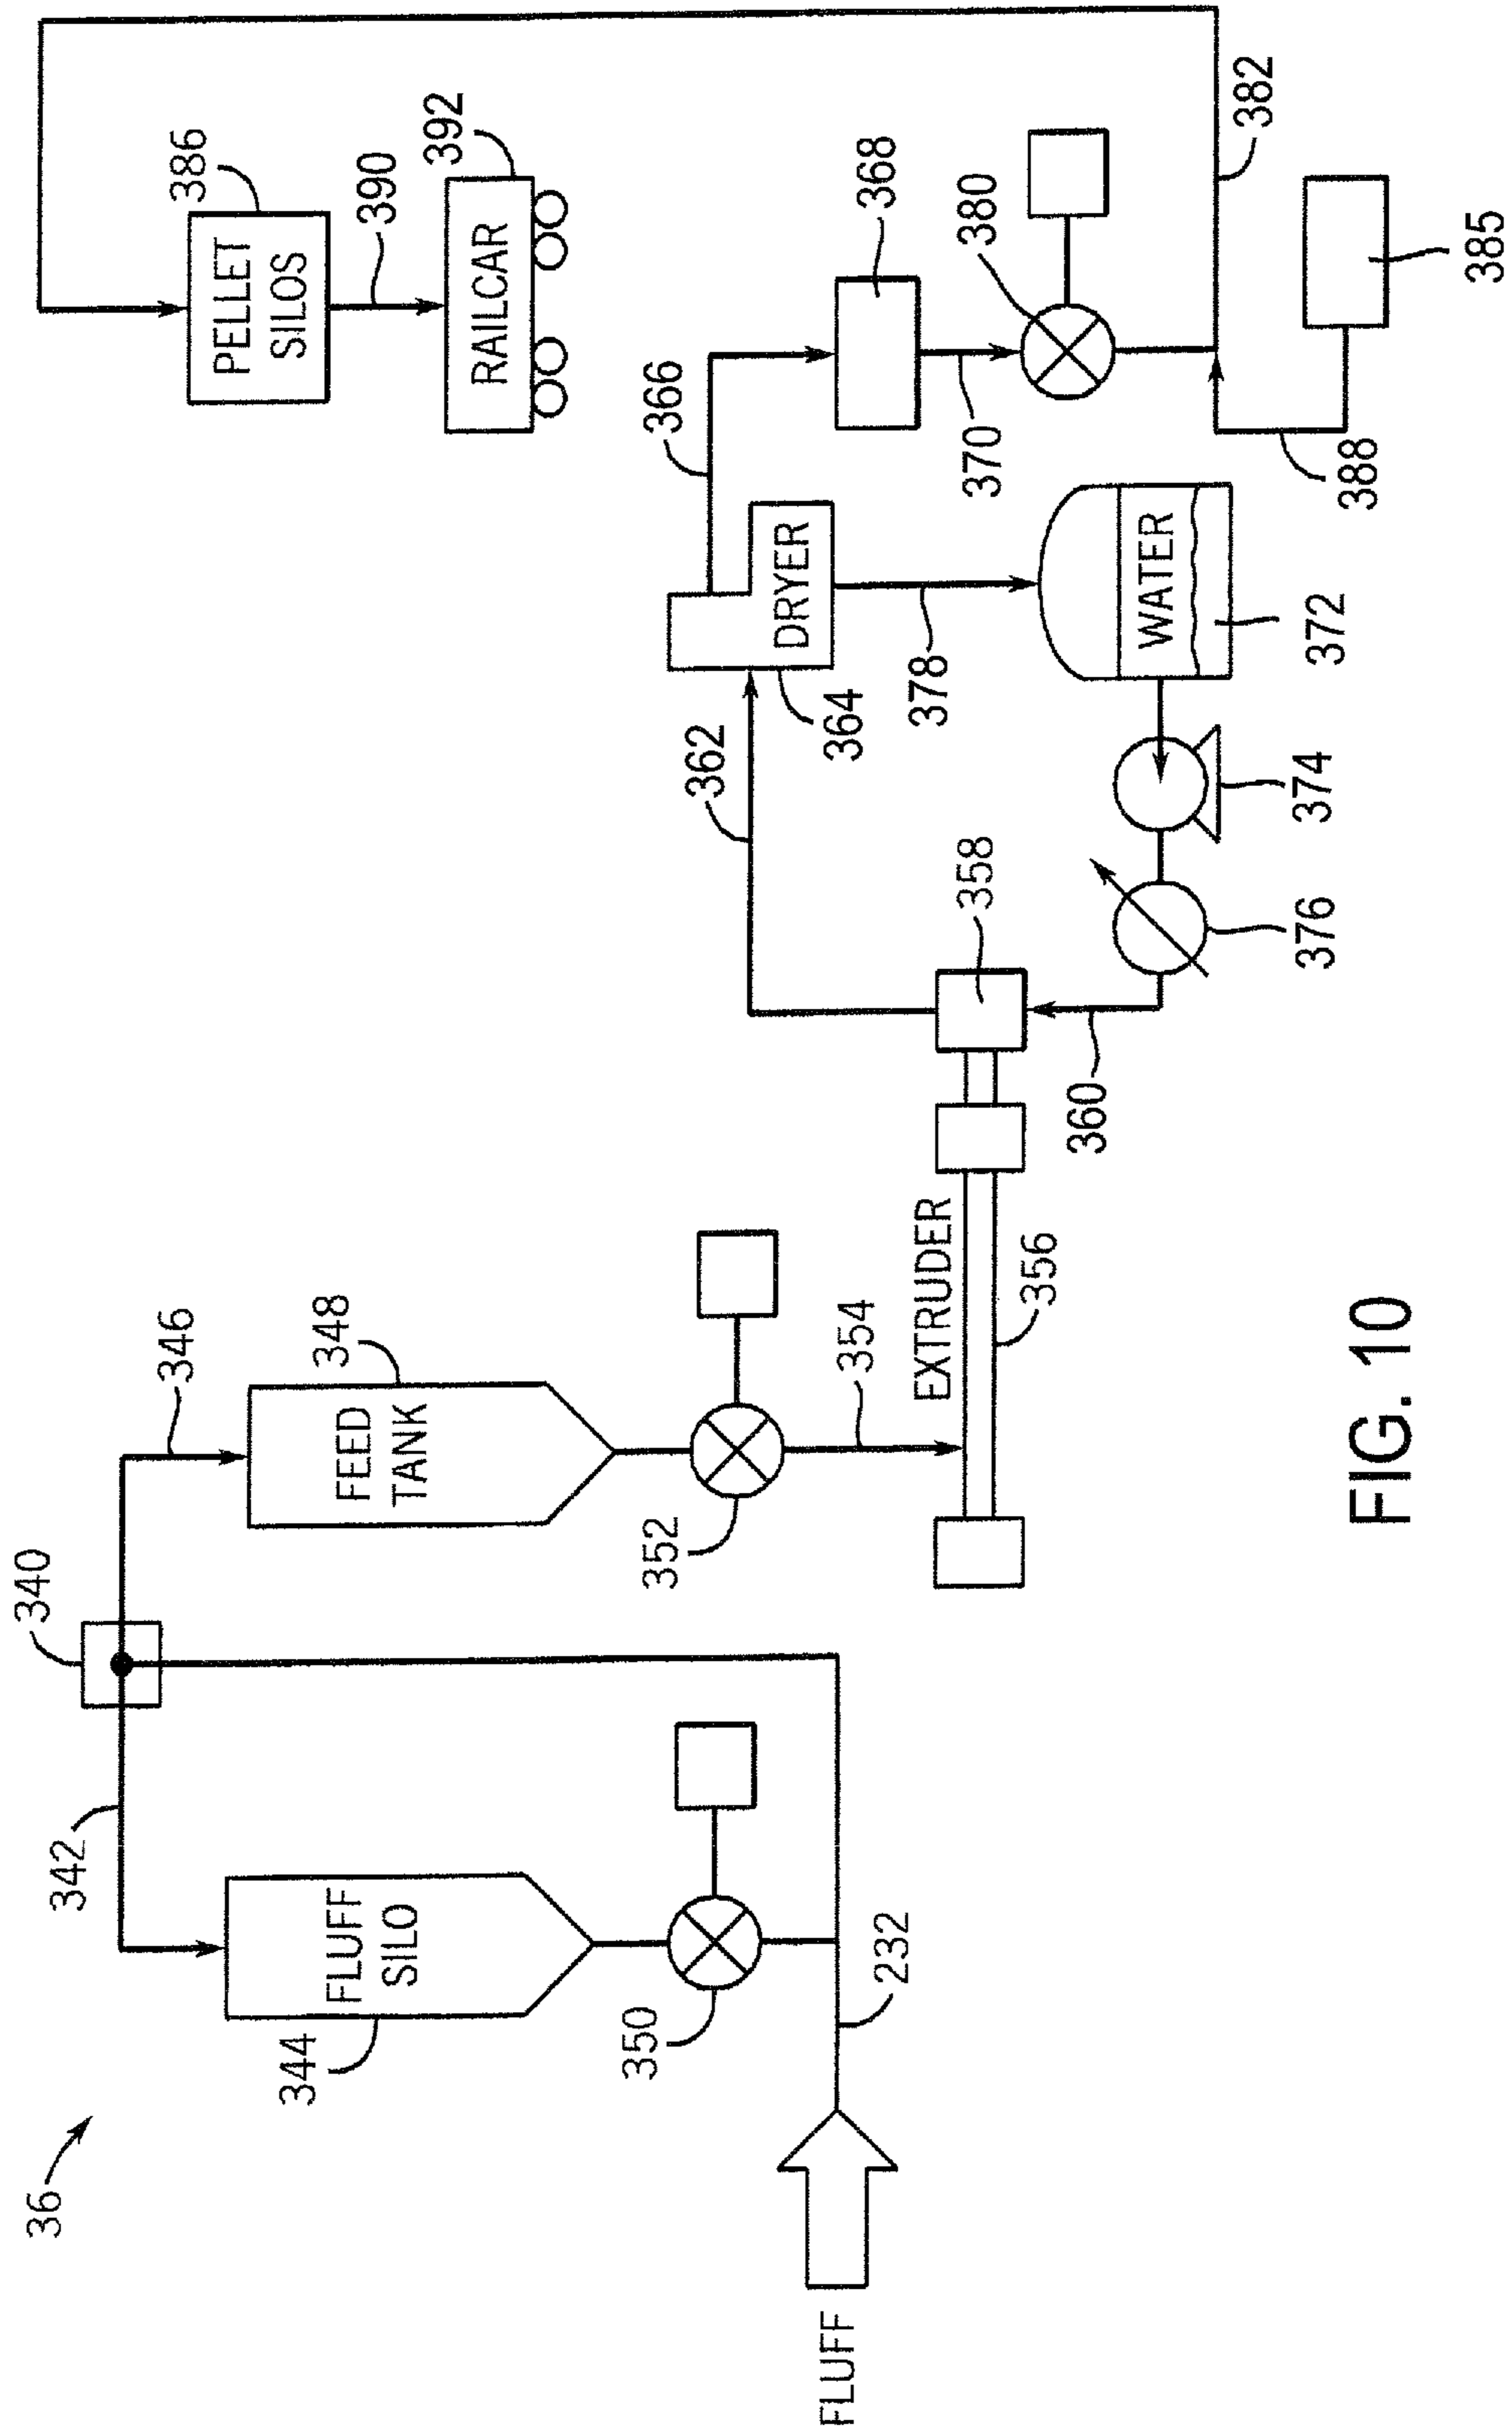 36
340
342
346
344
FLUFF
SILO
348
FEED
TANK
350
352
354
232
FLUFF
EXTRUDER
356
358
360
362
364
DRYER
366
368
370
372
WATER
374
376
378
380
382
385
388
386
PELLET
SILOS
390
392
RAILCAR
FIG. 10